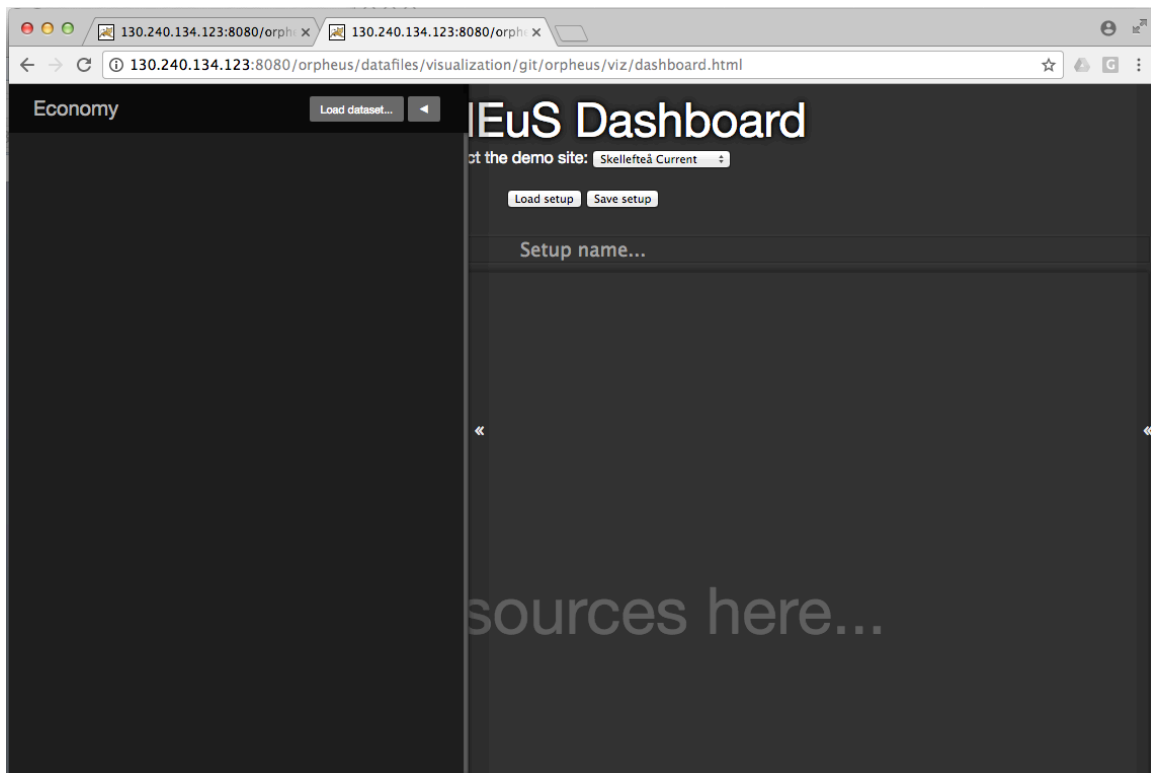 130.240.134.123:8080/orph
130.240.134.123:8080/orph
130.240.134.123:8080/orpheus/datafiles/visualization/git/orpheus/viz/dashboard.html
Economy
Load dataset...
IEuS Dashboard
ct the demo site:
Skellefteå Current
Load setup
Save setup
Setup name...
sources here...